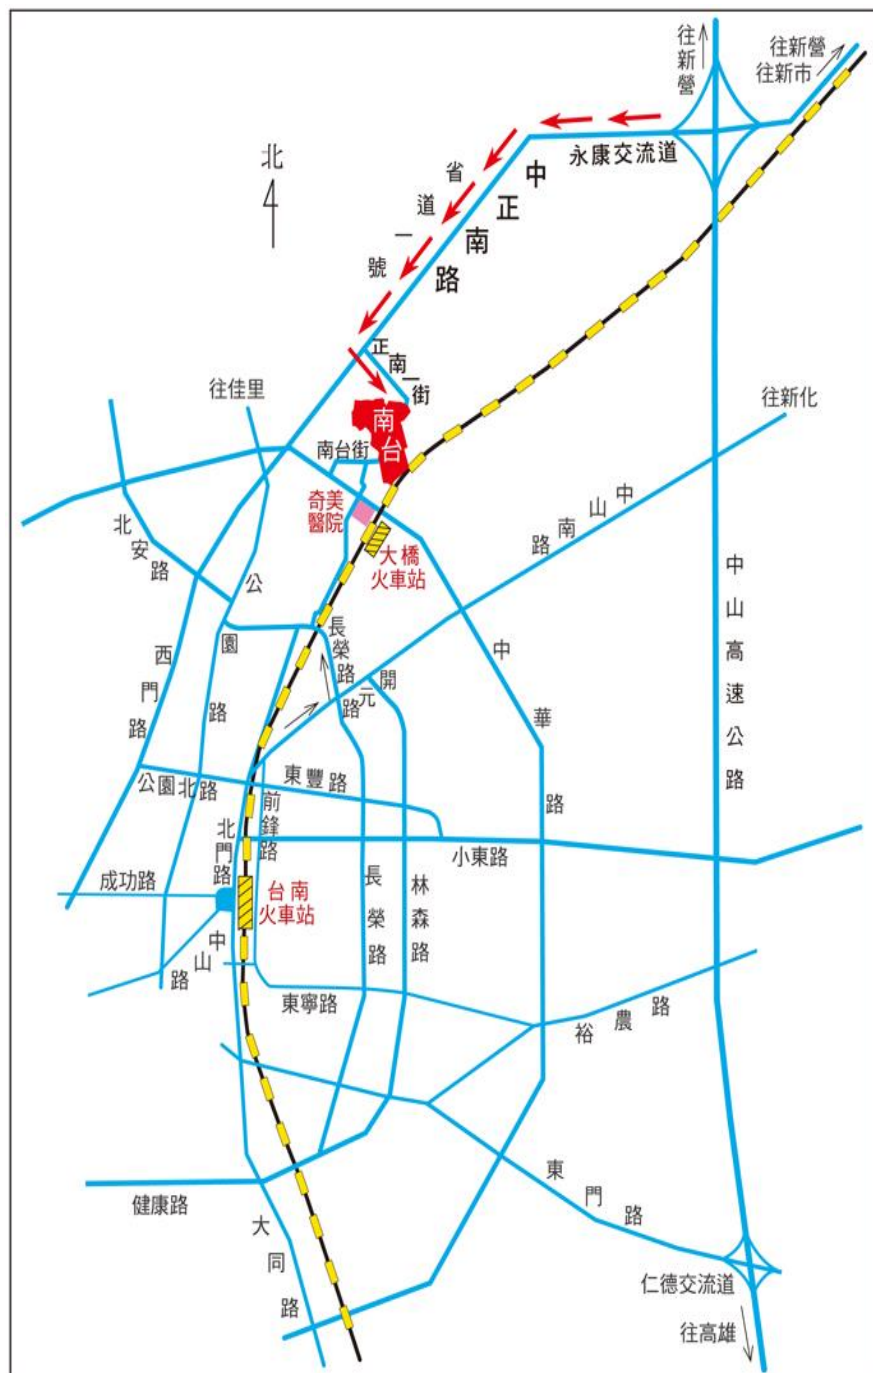 往新營
往新營
往新市
永康交流道
北
省道一號
中正南路
正南一街
往佳里
南台
南台街
往新化
奇美
醫院
大橋
火車站
北安路
中山南路
公園路
長榮路
開元路
中華路
中山高速公路
西門路
公園北路
東豐路
前鋒路
北門路
小東路
成功路
台南
火車站
長榮路
林森路
中山路
東寧路
裕農路
健康路
東門路
大同路
仁德交流道
往高雄